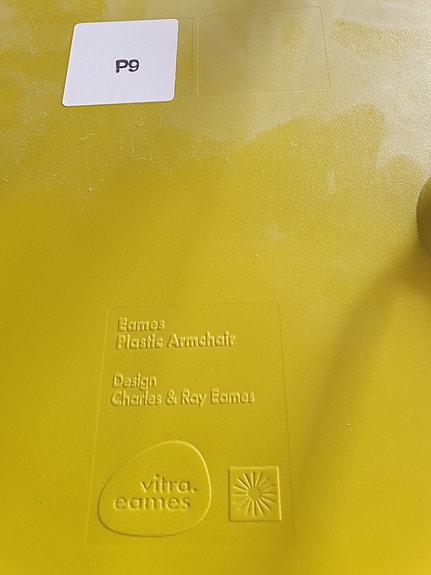 P9
Eames
Plastic Armchair
Design
Charles & Ray Eames
vitra.
eames